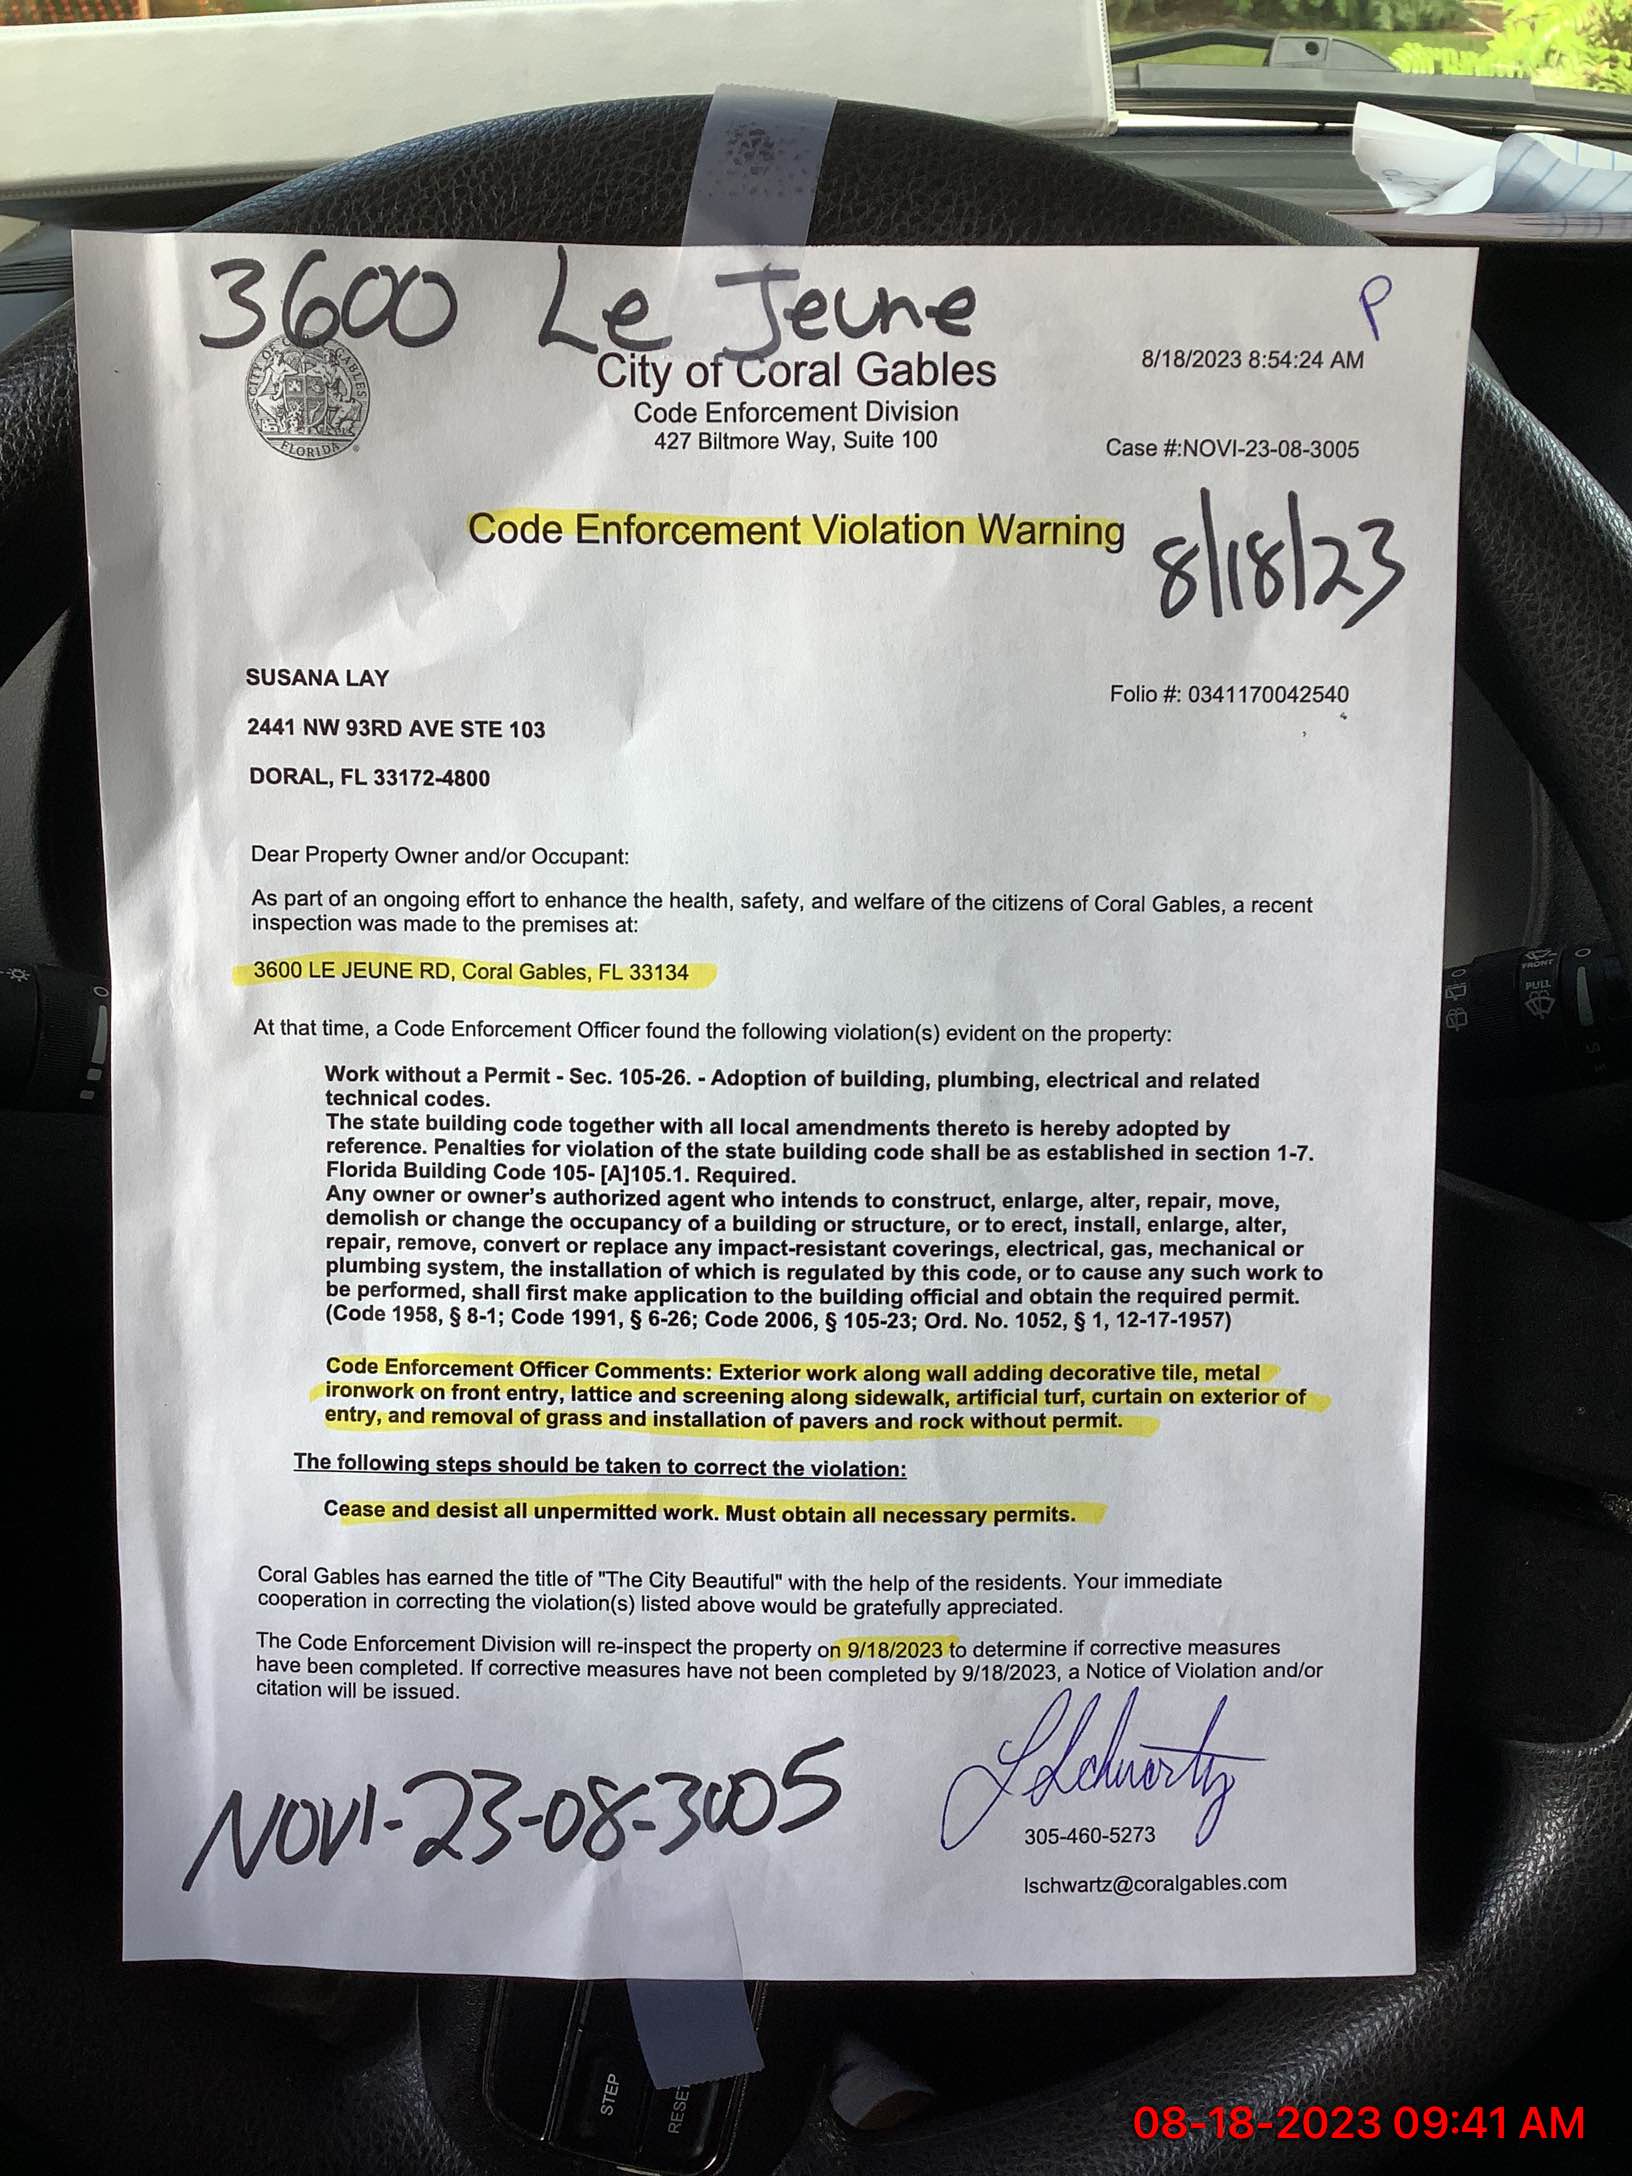 3600 Le Jeune
P
CITY OF CORAL GABLES
FLORIDA
City of Coral Gables
8/18/2023 8:54:24 AM
Code Enforcement Division
427 Biltmore Way, Suite 100
Case #:NOVI-23-08-3005
Code Enforcement Violation Warning
8/18/23
SUSANA LAY
Folio #: 0341170042540
2441 NW 93RD AVE STE 103
DORAL, FL 33172-4800
Dear Property Owner and/or Occupant:
As part of an ongoing effort to enhance the health, safety, and welfare of the citizens of Coral Gables, a recent
inspection was made to the premises at:
3600 LE JEUNE RD, Coral Gables, FL 33134
At that time, a Code Enforcement Officer found the following violation(s) evident on the property:
Work without a Permit - Sec. 105-26. - Adoption of building, plumbing, electrical and related
technical codes.
The state building code together with all local amendments thereto is hereby adopted by
reference. Penalties for violation of the state building code shall be as established in section 1-7.
Florida Building Code 105- [A]105.1. Required.
Any owner or owner's authorized agent who intends to construct, enlarge, alter, repair, move,
demolish or change the occupancy of a building or structure, or to erect, install, enlarge, alter,
repair, remove, convert or replace any impact-resistant coverings, electrical, gas, mechanical or
plumbing system, the installation of which is regulated by this code, or to cause any such work to
be performed, shall first make application to the building official and obtain the required permit.
(Code 1958, § 8-1; Code 1991, § 6-26; Code 2006, § 105-23; Ord. No. 1052, § 1, 12-17-1957)
Code Enforcement Officer Comments: Exterior work along wall adding decorative tile, metal
ironwork on front entry, lattice and screening along sidewalk, artificial turf, curtain on exterior of
entry, and removal of grass and installation of pavers and rock without permit.
The following steps should be taken to correct the violation:
Cease and desist all unpermitted work. Must obtain all necessary permits.
Coral Gables has earned the title of "The City Beautiful" with the help of the residents. Your immediate
cooperation in correcting the violation(s) listed above would be gratefully appreciated.
The Code Enforcement Division will re-inspect the property on 9/18/2023 to determine if corrective measures
have been completed. If corrective measures have not been completed by 9/18/2023, a Notice of Violation and/or
citation will be issued.
NOVI-23-08-3005
LSchwartz
305-460-5273
lschwartz@coralgables.com
FRONT
PULL
STEP
RESET
08-18-2023 09:41 AM